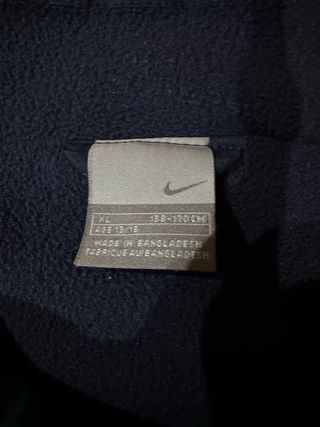 XL 158-170CM
AGE 13/15
MADE IN BANGLADESH
FABRIQUE AU/BANGLADESH